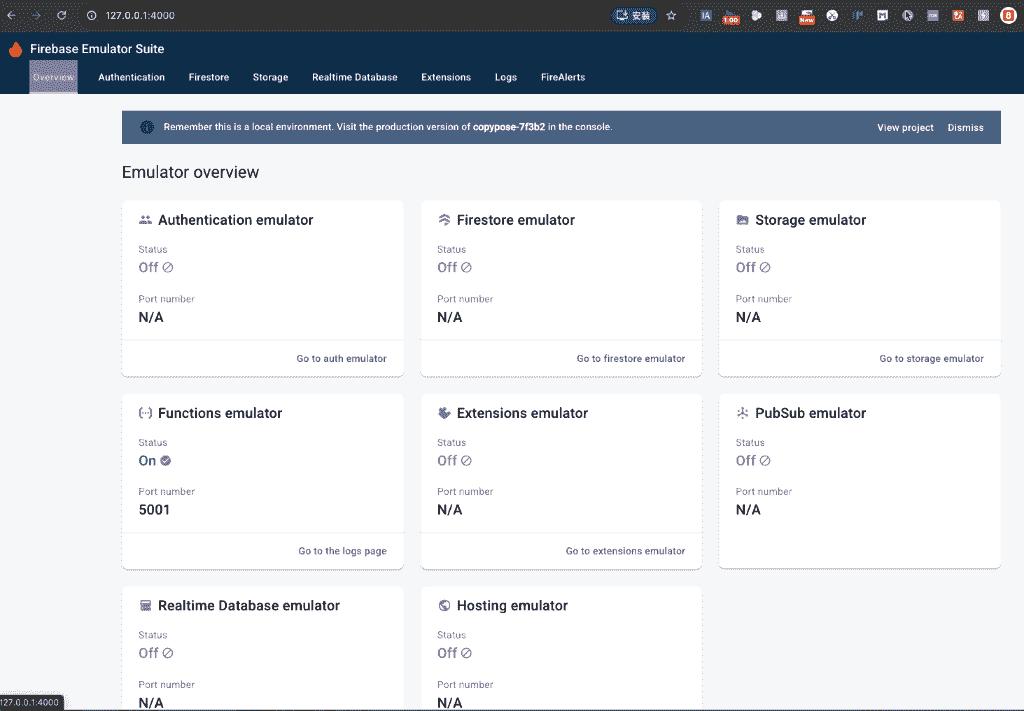 127.0.0.1:4000
安裝
IA
1.00
New
8
Firebase Emulator Suite
Overview Authentication Firestore Storage Realtime Database Extensions Logs FireAlerts
Remember this is a local environment. Visit the production version of copypose-7f3b2 in the console. View project Dismiss
Emulator overview
Authentication emulator
Status
Off
Port number
N/A
Go to auth emulator
Firestore emulator
Status
Off
Port number
N/A
Go to firestore emulator
Storage emulator
Status
Off
Port number
N/A
Go to storage emulator
Functions emulator
Status
On
Port number
5001
Go to the logs page
Extensions emulator
Status
Off
Port number
N/A
Go to extensions emulator
PubSub emulator
Status
Off
Port number
N/A
Realtime Database emulator
Status
Off
Port number
N/A
Hosting emulator
Status
Off
Port number
N/A
127.0.0.1:4000